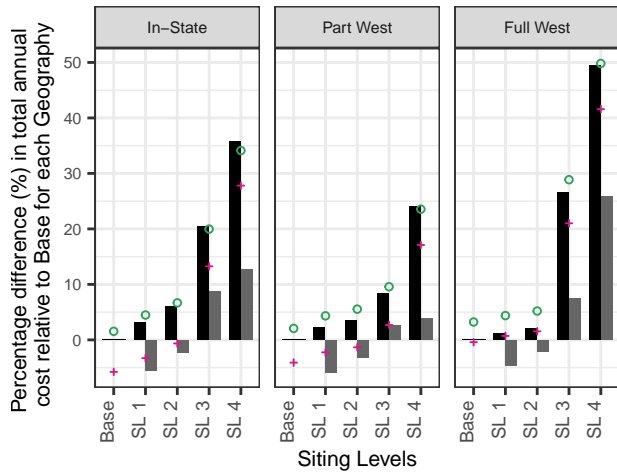 In−State
Part West
Full West
Percentage difference (%) in total annual
cost relative to Base for each Geography
50
40
30
20
10
0
Base
SL 1
SL 2
SL 3
SL 4
Base
SL 1
SL 2
SL 3
SL 4
Base
SL 1
SL 2
SL 3
SL 4
Siting Levels